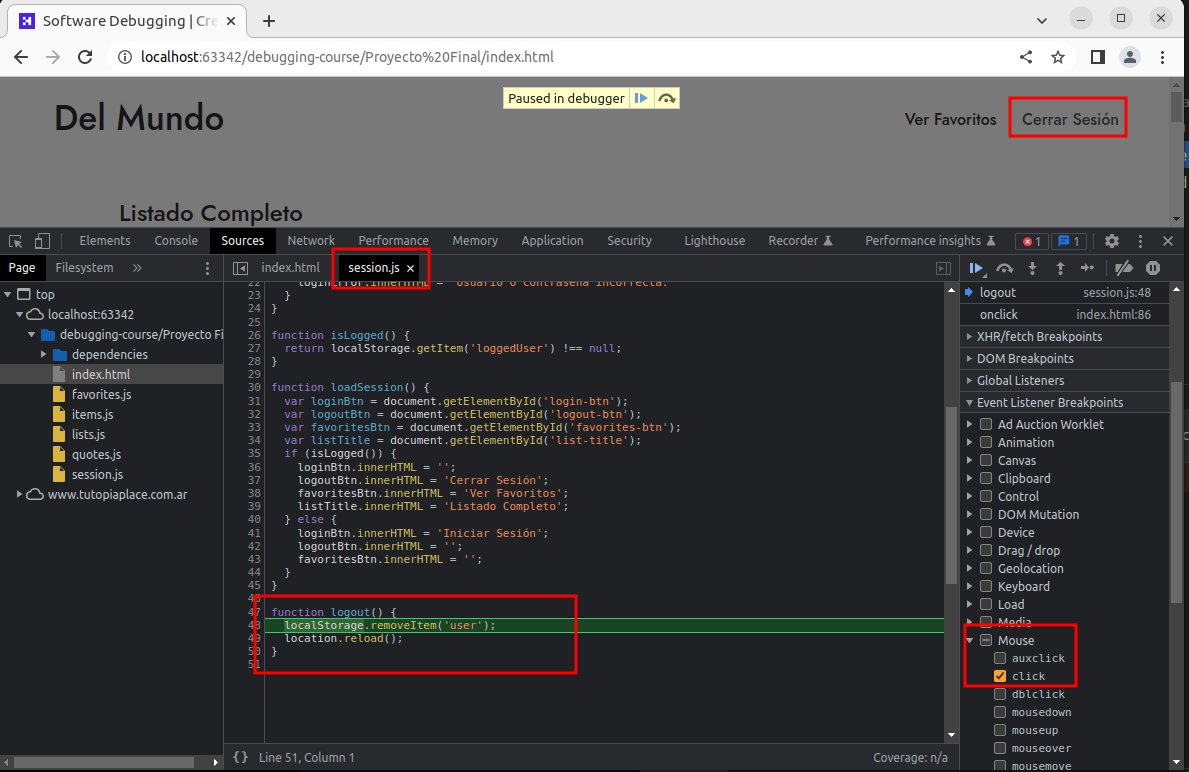 Software Debugging | Cre
localhost:63342/debugging-course/Proyecto%20Final/index.html
Paused in debugger
Del Mundo
Ver Favoritos
Cerrar Sesión
Listado Completo
Elements
Console
Sources
Network
Performance
Memory
Application
Security
Lighthouse
Recorder
Performance insights
1
1
Page
Filesystem
»
top
localhost:63342
debugging-course/Proyecto Fi
dependencies
index.html
favorites.js
items.js
lists.js
quotes.js
session.js
www.tutopiaplace.com.ar
index.html
session.js
22 loginError.innerHTML = 'Usuario o contraseña incorrecta.'
23 }
24 }
25
26 function isLogged() {
27 return localStorage.getItem('loggedUser') !== null;
28 }
29
30 function loadSession() {
31 var loginBtn = document.getElementById('login-btn');
32 var logoutBtn = document.getElementById('logout-btn');
33 var favoritesBtn = document.getElementById('favorites-btn');
34 var listTitle = document.getElementById('list-title');
35 if (isLogged()) {
36 loginBtn.innerHTML = '';
37 logoutBtn.innerHTML = 'Cerrar Sesión';
38 favoritesBtn.innerHTML = 'Ver Favoritos';
39 listTitle.innerHTML = 'Listado Completo';
40 } else {
41 loginBtn.innerHTML = 'Iniciar Sesión';
42 logoutBtn.innerHTML = '';
43 favoritesBtn.innerHTML = '';
44 }
45 }
46
47 function logout() {
48 localStorage.removeItem('user');
49 location.reload();
50 }
51
{} Line 51, Column 1
Coverage: n/a
logout session.js:48
onclick index.html:86
XHR/fetch Breakpoints
DOM Breakpoints
Global Listeners
Event Listener Breakpoints
Ad Auction Worklet
Animation
Canvas
Clipboard
Control
DOM Mutation
Device
Drag / drop
Geolocation
Keyboard
Load
Media
Mouse
auxclick
click
dblclick
mousedown
mouseup
mouseover
mousemove